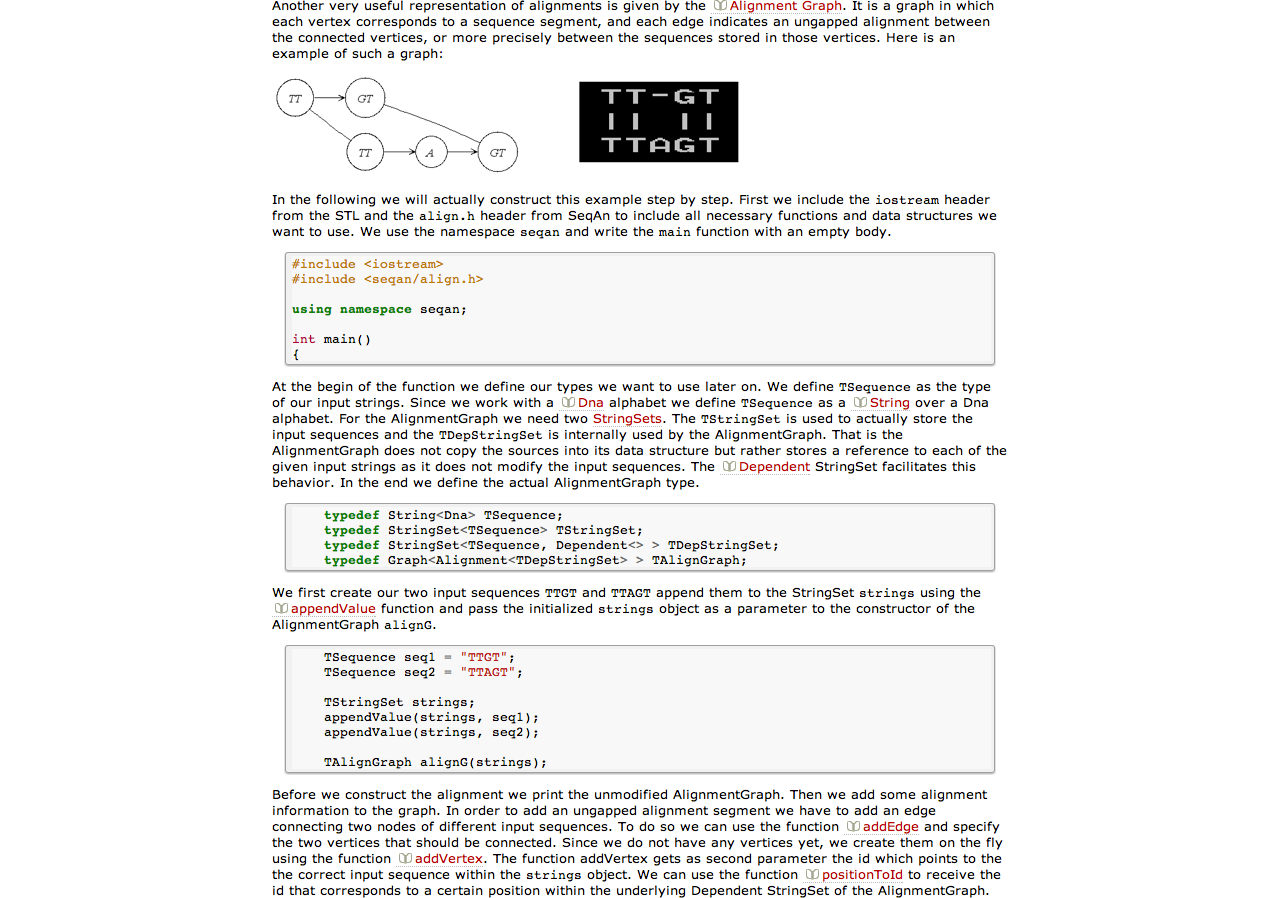 Another very useful representation of alignments is given by the Alignment Graph. It is a graph in which
each vertex corresponds to a sequence segment, and each edge indicates an ungapped alignment between
the connected vertices, or more precisely between the sequences stored in those vertices. Here is an
example of such a graph:
TT GT
TT A GT
TT-GT
|| ||
TTAGT
In the following we will actually construct this example step by step. First we include the iostream header
from the STL and the align.h header from SeqAn to include all necessary functions and data structures we
want to use. We use the namespace seqan and write the main function with an empty body.
#include <iostream>
#include <seqan/align.h>
using namespace seqan;
int main()
{
At the begin of the function we define our types we want to use later on. We define TSequence as the type
of our input strings. Since we work with a Dna alphabet we define TSequence as a String over a Dna
alphabet. For the AlignmentGraph we need two StringSets. The TStringSet is used to actually store the
input sequences and the TDepStringSet is internally used by the AlignmentGraph. That is the
AlignmentGraph does not copy the sources into its data structure but rather stores a reference to each of the
given input strings as it does not modify the input sequences. The Dependent StringSet facilitates this
behavior. In the end we define the actual AlignmentGraph type.
typedef String<Dna> TSequence;
typedef StringSet<TSequence> TStringSet;
typedef StringSet<TSequence, Dependent<> > TDepStringSet;
typedef Graph<Alignment<TDepStringSet> > TAlignGraph;
We first create our two input sequences TTGT and TTAGT append them to the StringSet strings using the
appendValue function and pass the initialized strings object as a parameter to the constructor of the
AlignmentGraph alignG.
TSequence seq1 = "TTGT";
TSequence seq2 = "TTAGT";
TStringSet strings;
appendValue(strings, seq1);
appendValue(strings, seq2);
TAlignGraph alignG(strings);
Before we construct the alignment we print the unmodified AlignmentGraph. Then we add some alignment
information to the graph. In order to add an ungapped alignment segment we have to add an edge
connecting two nodes of different input sequences. To do so we can use the function addEdge and specify
the two vertices that should be connected. Since we do not have any vertices yet, we create them on the fly
using the function addVertex. The function addVertex gets as second parameter the id which points to the
the correct input sequence within the strings object. We can use the function positionToId to receive the
id that corresponds to a certain position within the underlying Dependent StringSet of the AlignmentGraph.